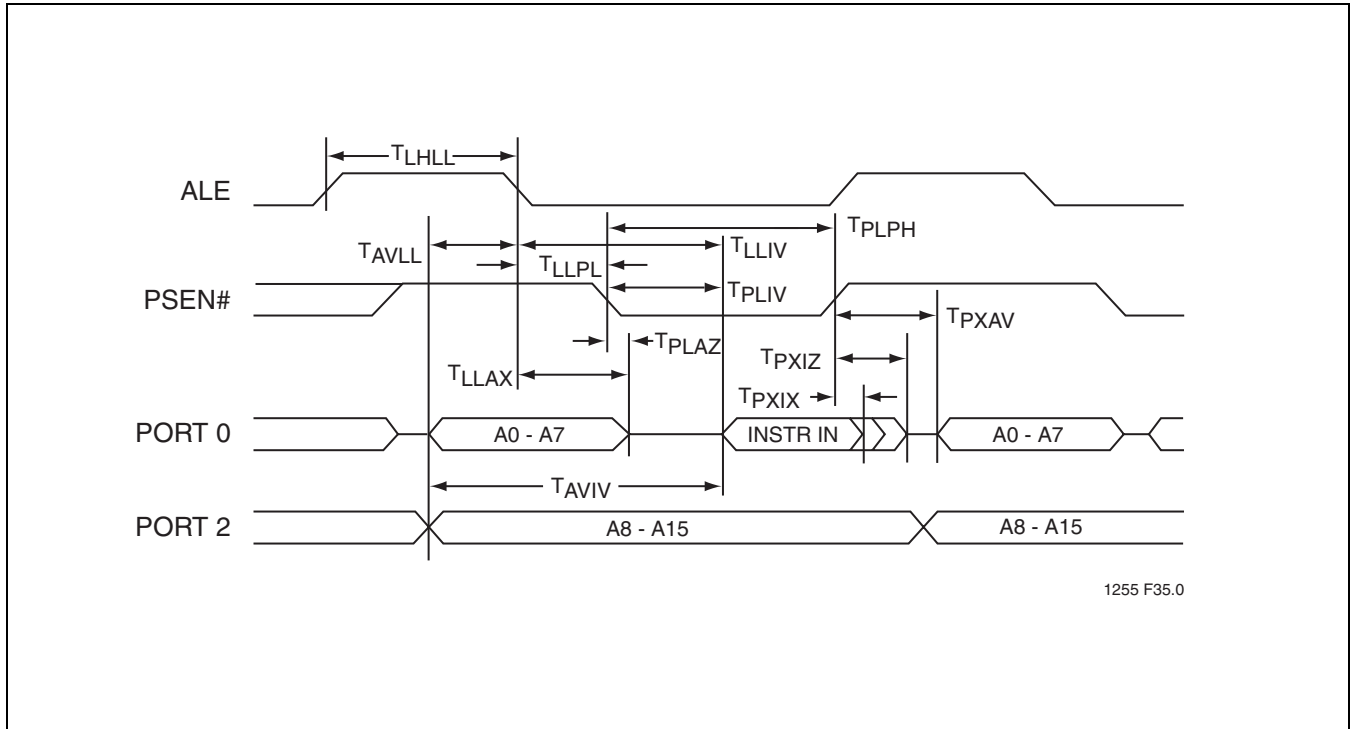 TLHLL
ALE
TPLPH
TAVLL
TLLIV
TLLPL
PSEN#
TPLIV
TPXAV
TPLAZ
TPXIZ
TLLAX
TPXIX
PORT 0
A0 - A7
INSTR IN
A0 - A7
TAVIV
PORT 2
A8 - A15
A8 - A15
1255 F35.0